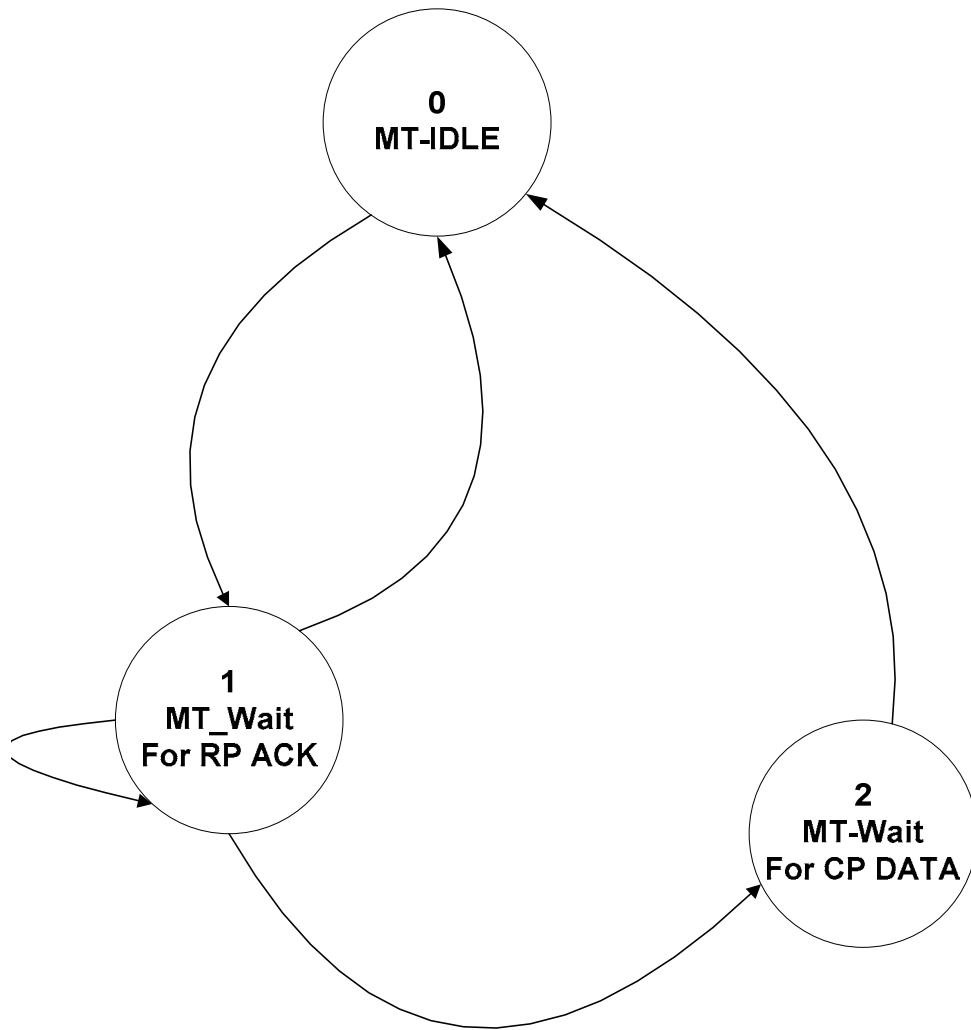 0
MT-IDLE
1
MT_Wait
For RP ACK
2
MT-Wait
For CP DATA